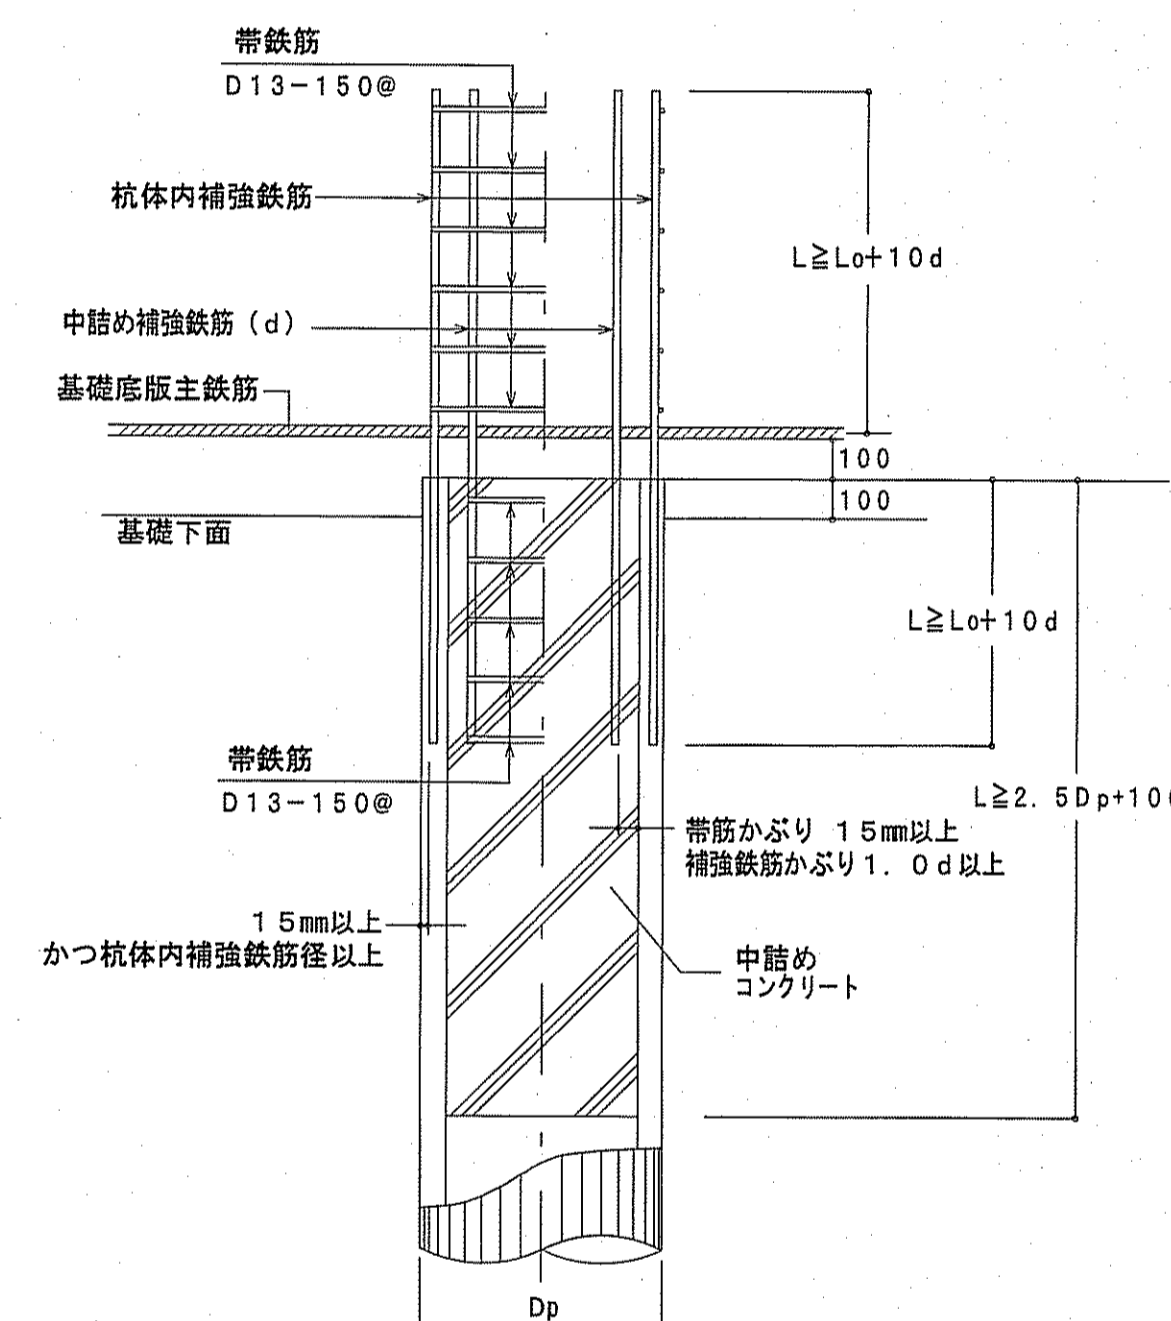 帯鉄筋
D13-150@
杭体内補強鉄筋
L≧Lo+10d
中詰め補強鉄筋(d)
基礎底版主鉄筋
100
100
基礎下面
L≧Lo+10d
帯鉄筋
D13-150@
L≧2.5Dp+100
帯筋かぶり 15mm以上
補強鉄筋かぶり1.0d以上
15mm以上
かつ杭体内補強鉄筋径以上
中詰め
コンクリート
Dp